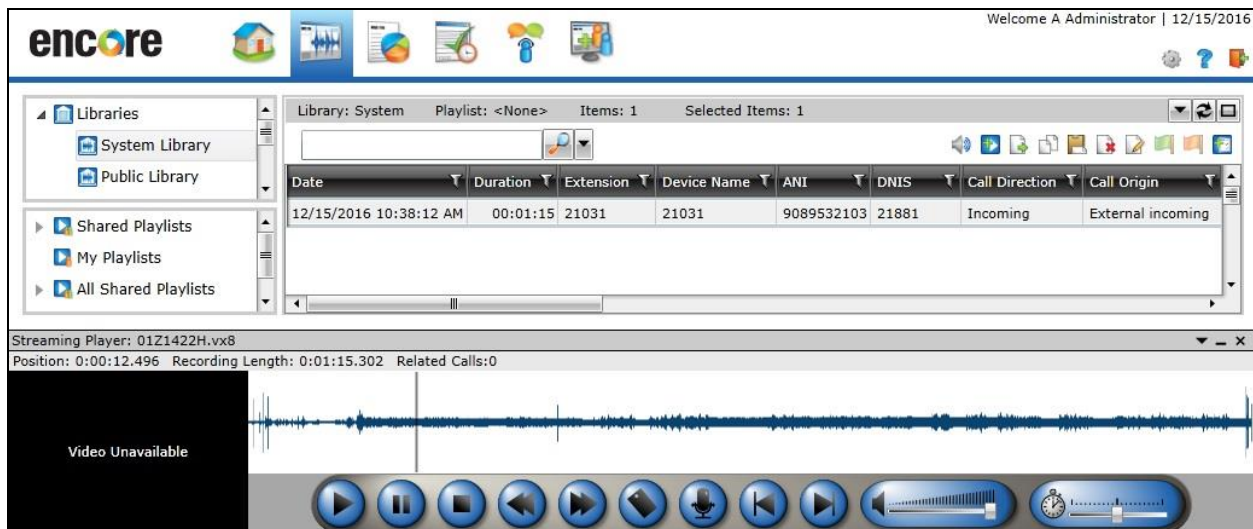 encore
Welcome A Administrator | 12/15/2016
Libraries
System Library
Public Library
Shared Playlists
My Playlists
All Shared Playlists
Library: System Playlist: <None> Items: 1 Selected Items: 1
Date Duration Extension Device Name ANI DNIS Call Direction Call Origin
12/15/2016 10:38:12 AM 00:01:15 21031 21031 9089532103 21881 Incoming External incoming
Streaming Player: 01Z1422H.vx8
Position: 0:00:12.496 Recording Length: 0:01:15.302 Related Calls:0
Video Unavailable